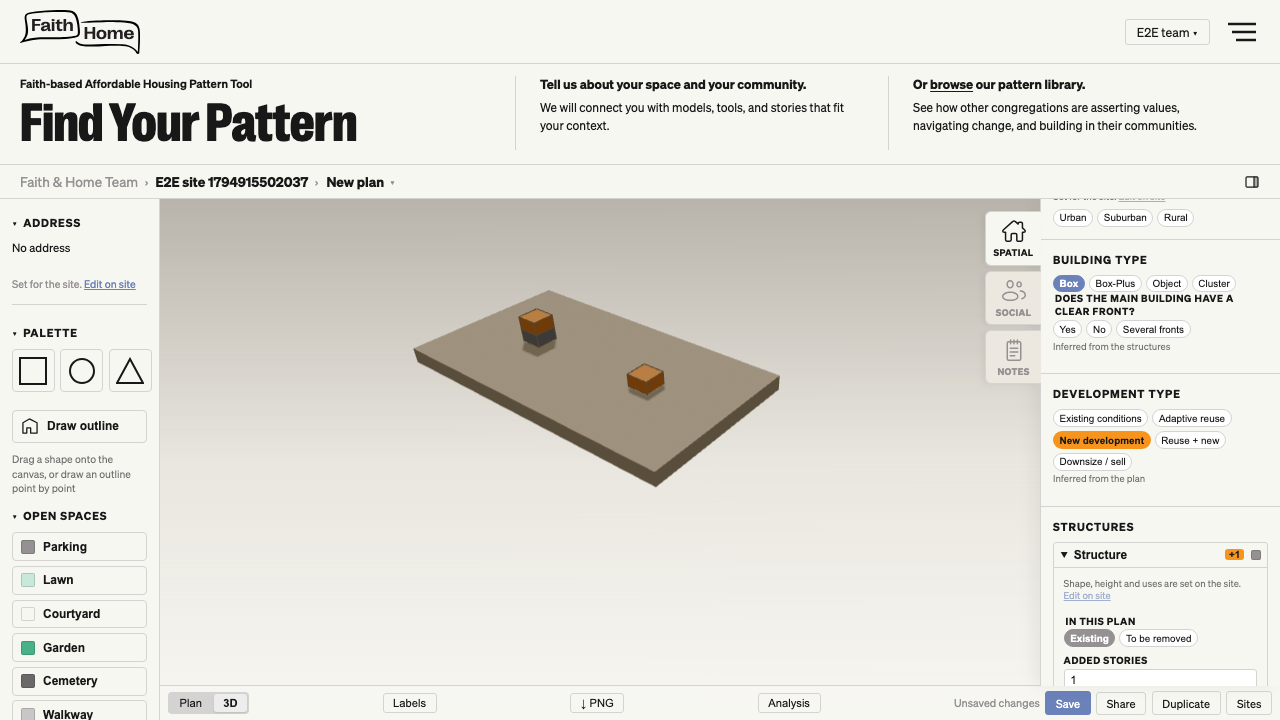 Faith
Home
E2E team ▾
Faith-based Affordable Housing Pattern Tool
Find Your Pattern
Tell us about your space and your community.
We will connect you with models, tools, and stories that fit
your context.
Or browse our pattern library.
See how other congregations are asserting values,
navigating change, and building in their communities.
Faith & Home Team › E2E site 1794915502037 › New plan ▾
ADDRESS
No address
Set for the site. Edit on site
PALETTE
Draw outline
Drag a shape onto the
canvas, or draw an outline
point by point
OPEN SPACES
Parking
Lawn
Courtyard
Garden
Cemetery
Walkway
SPATIAL
SOCIAL
NOTES
Urban Suburban Rural
BUILDING TYPE
Box Box-Plus Object Cluster
DOES THE MAIN BUILDING HAVE A
CLEAR FRONT?
Yes No Several fronts
Inferred from the structures
DEVELOPMENT TYPE
Existing conditions Adaptive reuse
New development Reuse + new
Downsize / sell
Inferred from the plan
STRUCTURES
Structure +1
Shape, height and uses are set on the site.
Edit on site
IN THIS PLAN
Existing To be removed
ADDED STORIES
1
Plan 3D Labels ↓ PNG Analysis Unsaved changes Save Share Duplicate Sites